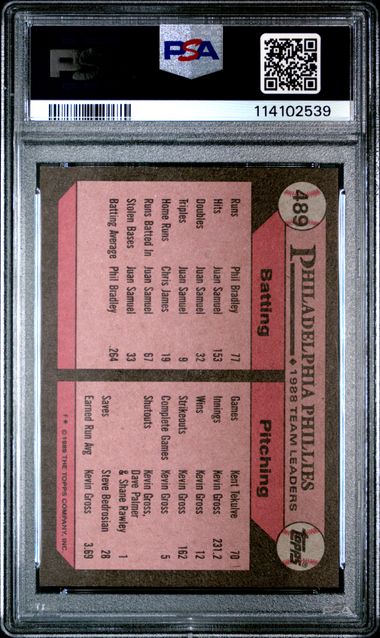 PSA
114102539
489
PHILADELPHIA PHILLIES
1988 TEAM LEADERS
Topps
Batting
Runs Phil Bradley 77
Hits Juan Samuel 153
Doubles Juan Samuel 32
Triples Juan Samuel 9
Home Runs Chris James 19
Runs Batted In Juan Samuel 67
Stolen Bases Juan Samuel 33
Batting Average Phil Bradley .264
Pitching
Games Kent Tekulve 70
Innings Kevin Gross 231.2
Wins Kevin Gross 12
Strikeouts Kevin Gross 162
Complete Games Kevin Gross 5
Shutouts Kevin Gross,
Dave Palmer
& Shane Rawley 1
Saves Steve Bedrosian 28
Earned Run Avg Kevin Gross 3.69
F* © 1989 THE TOPPS COMPANY, INC.
PSA